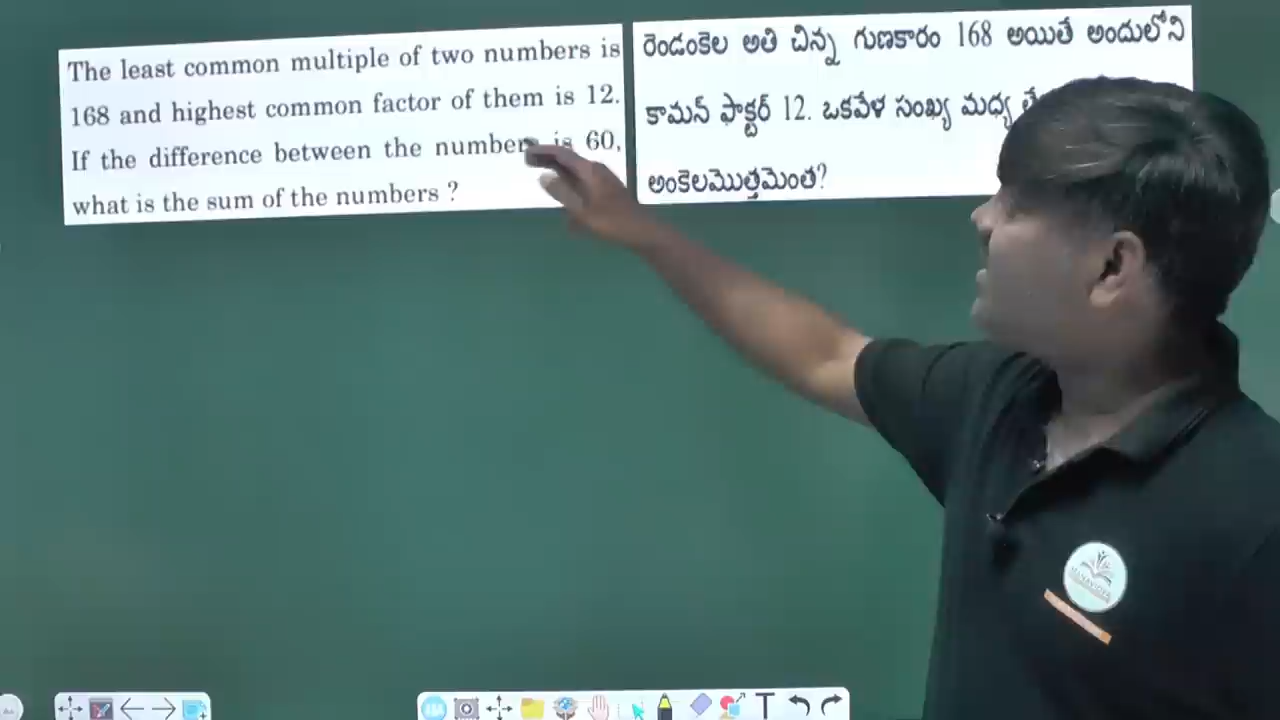 The least common multiple of two numbers is
168 and highest common factor of them is 12.
If the difference between the numbers is 60,
what is the sum of the numbers ?
రెండంకెల అతి చిన్న గుణకారం 168 అయితే అందులోని
కామన్ ఫాక్టర్ 12. ఒకవేళ సంఖ్య మధ్య
అంకెలమొత్తమెంత?